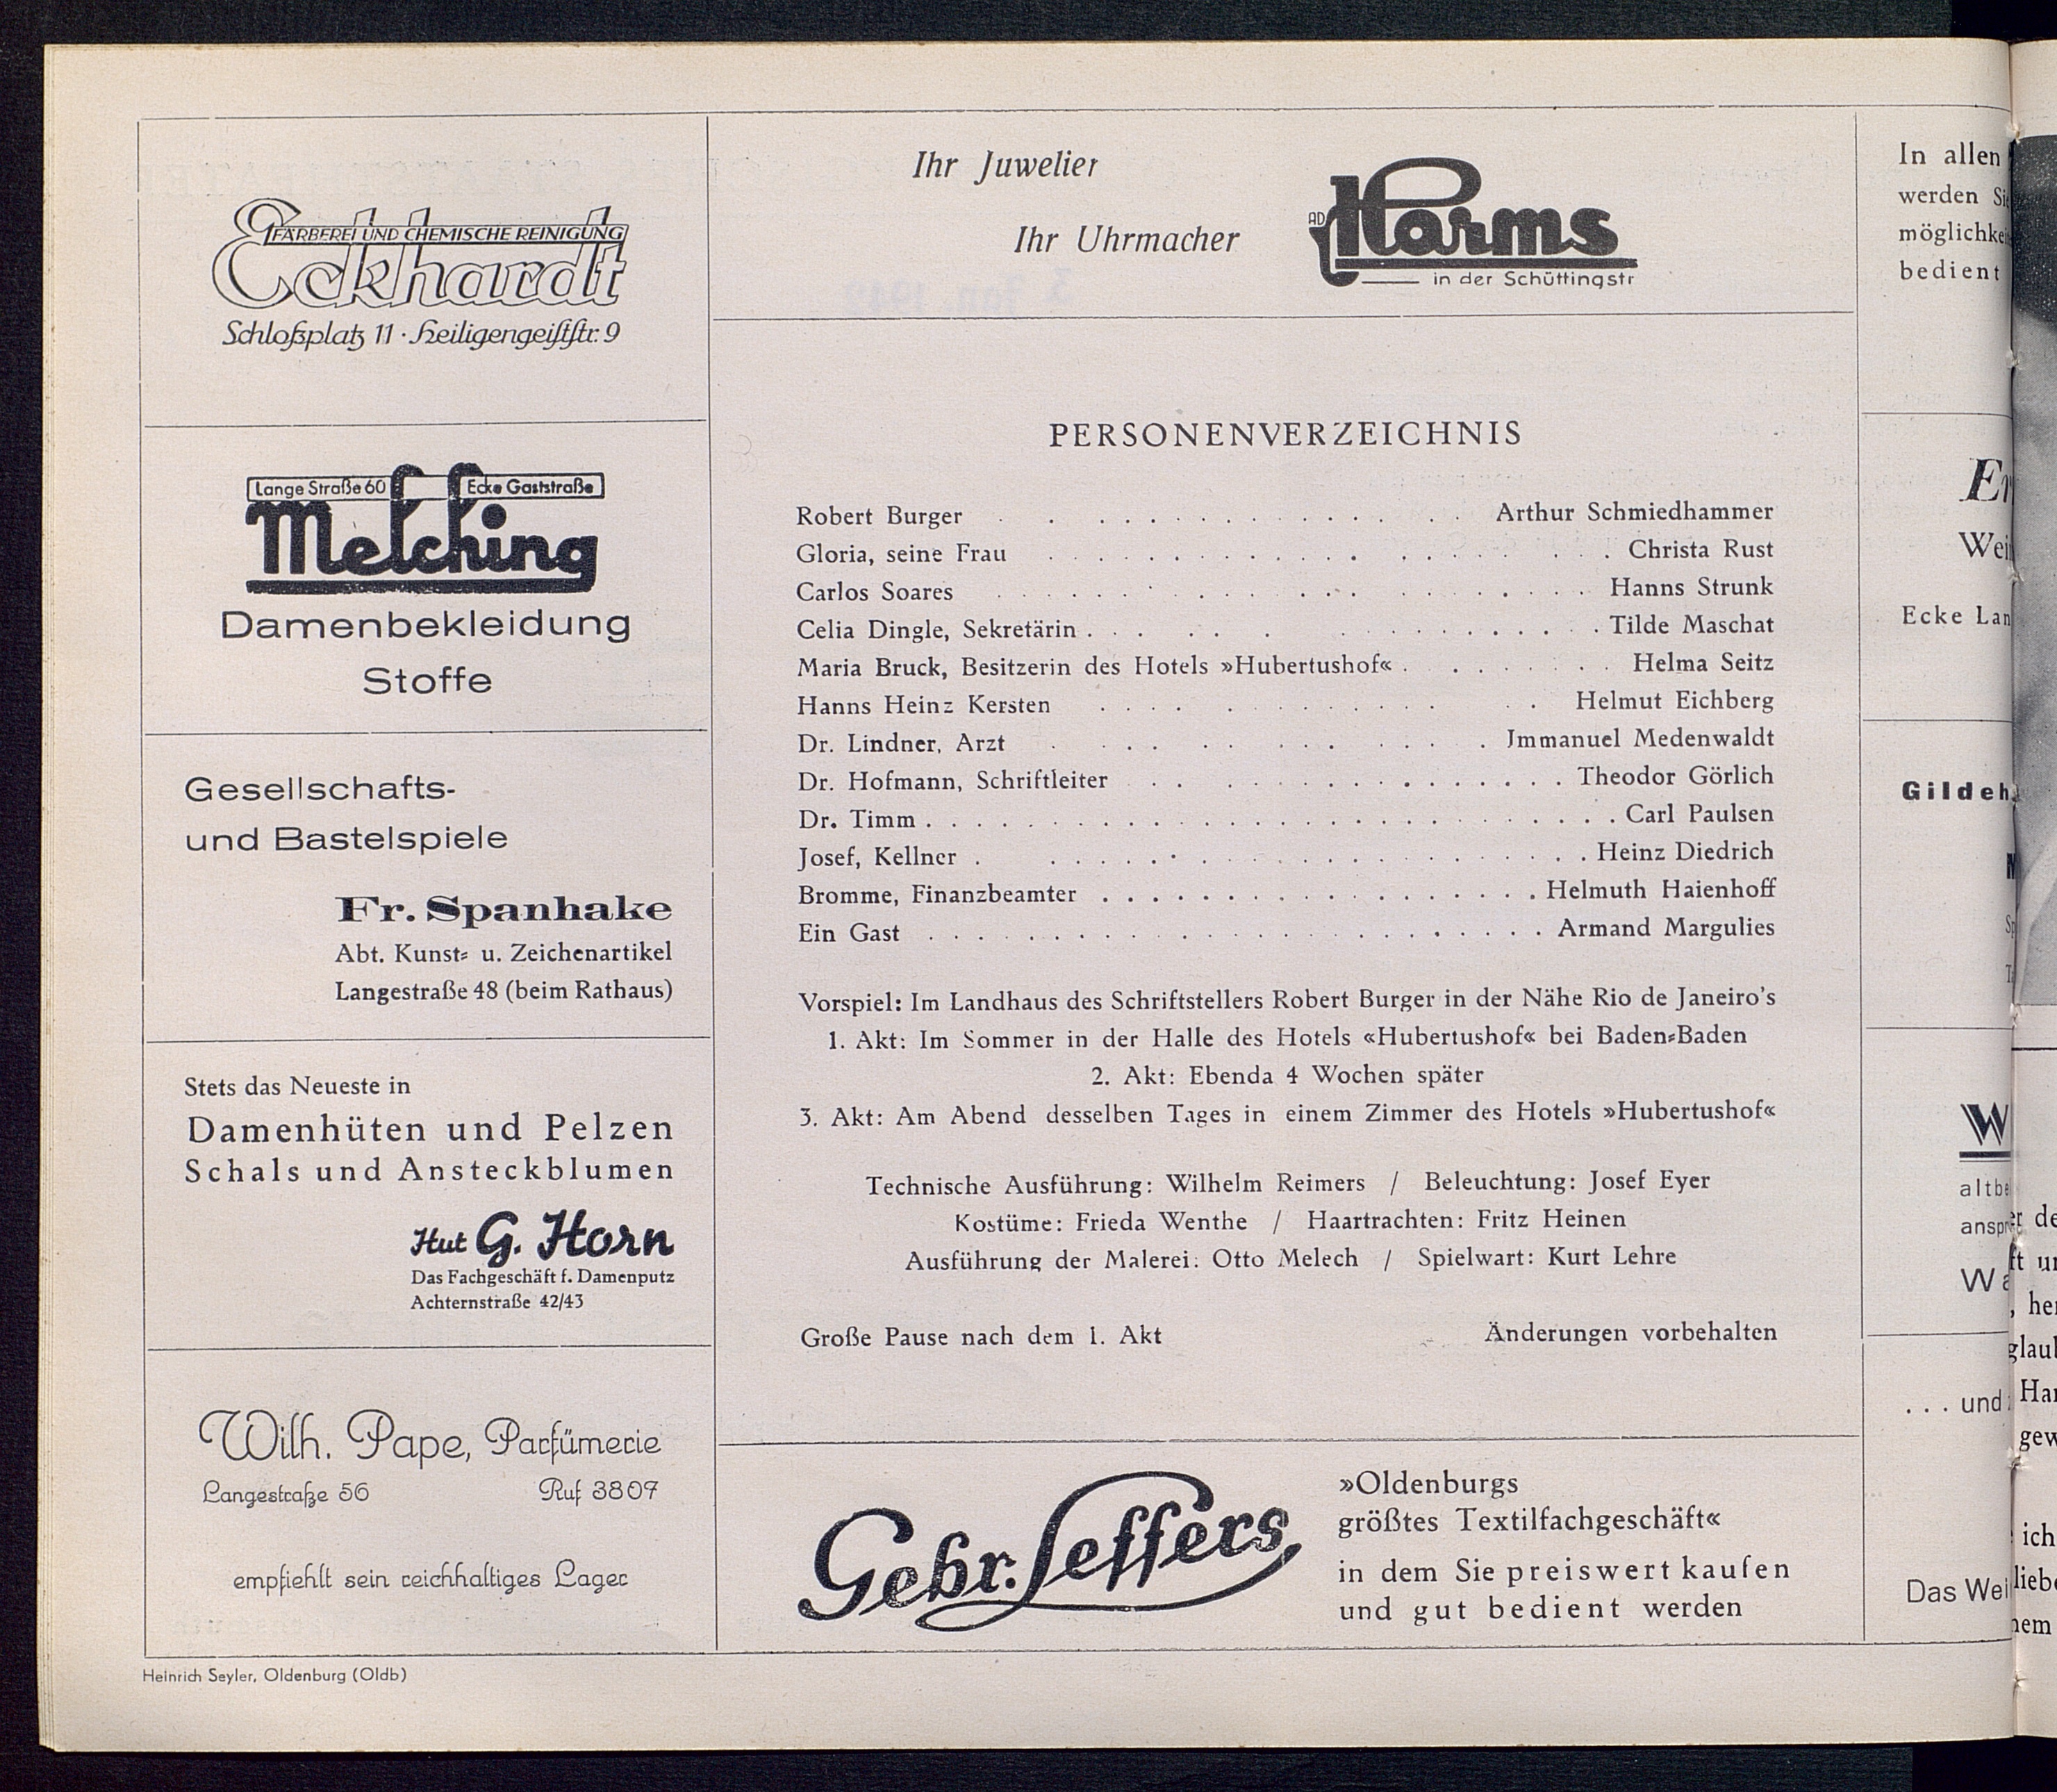 FÄRBEREI UND CHEMISCHE REINIGUNG
Eckhardt
Schloßplatz 11 · Heiligengeiststr. 9
Lange Straße 60 Ecke Gaststraße
Melching
Damenbekleidung
Stoffe
Gesellschafts-
und Bastelspiele
Fr. Spanhake
Abt. Kunst- u. Zeichenartikel
Langestraße 48 (beim Rathaus)
Stets das Neueste in
Damenhüten und Pelzen
Schals und Ansteckblumen
Hut G. Horn
Das Fachgeschäft f. Damenputz
Achternstraße 42/43
Wilh. Pape, Parfümerie
Langestraße 56 Ruf 3807
empfiehlt sein reichhaltiges Lager
Heinrich Seyler, Oldenburg (Oldb)
Ihr Juwelier
Ihr Uhrmacher
AD Harms
in der Schüttingstr
PERSONENVERZEICHNIS
Robert Burger . . . . . . . . . . Arthur Schmiedhammer
Gloria, seine Frau . . . . . . . . . . Christa Rust
Carlos Soares . . . . . . . . . . Hanns Strunk
Celia Dingle, Sekretärin . . . . . . . . . . Tilde Maschat
Maria Bruck, Besitzerin des Hotels »Hubertushof« . . . . . . Helma Seitz
Hanns Heinz Kersten . . . . . . . . . . Helmut Eichberg
Dr. Lindner, Arzt . . . . . . . . . . Jmmanuel Medenwaldt
Dr. Hofmann, Schriftleiter . . . . . . . . . . Theodor Görlich
Dr. Timm . . . . . . . . . . Carl Paulsen
Josef, Kellner . . . . . . . . . . Heinz Diedrich
Bromme, Finanzbeamter . . . . . . . . . . Helmuth Haienhoff
Ein Gast . . . . . . . . . . Armand Margulies
Vorspiel: Im Landhaus des Schriftstellers Robert Burger in der Nähe Rio de Janeiro's
1. Akt: Im Sommer in der Halle des Hotels «Hubertushof« bei Baden-Baden
2. Akt: Ebenda 4 Wochen später
3. Akt: Am Abend desselben Tages in einem Zimmer des Hotels »Hubertushof«
Technische Ausführung: Wilhelm Reimers / Beleuchtung: Josef Eyer
Kostüme: Frieda Wenthe / Haartrachten: Fritz Heinen
Ausführung der Malerei: Otto Melech / Spielwart: Kurt Lehre
Große Pause nach dem 1. Akt Änderungen vorbehalten
Gebr. Leffers
»Oldenburgs
größtes Textilfachgeschäft«
in dem Sie preiswert kaufen
und gut bedient werden
In allen
werden
bedient
Ecke
. . . und
Das
ich